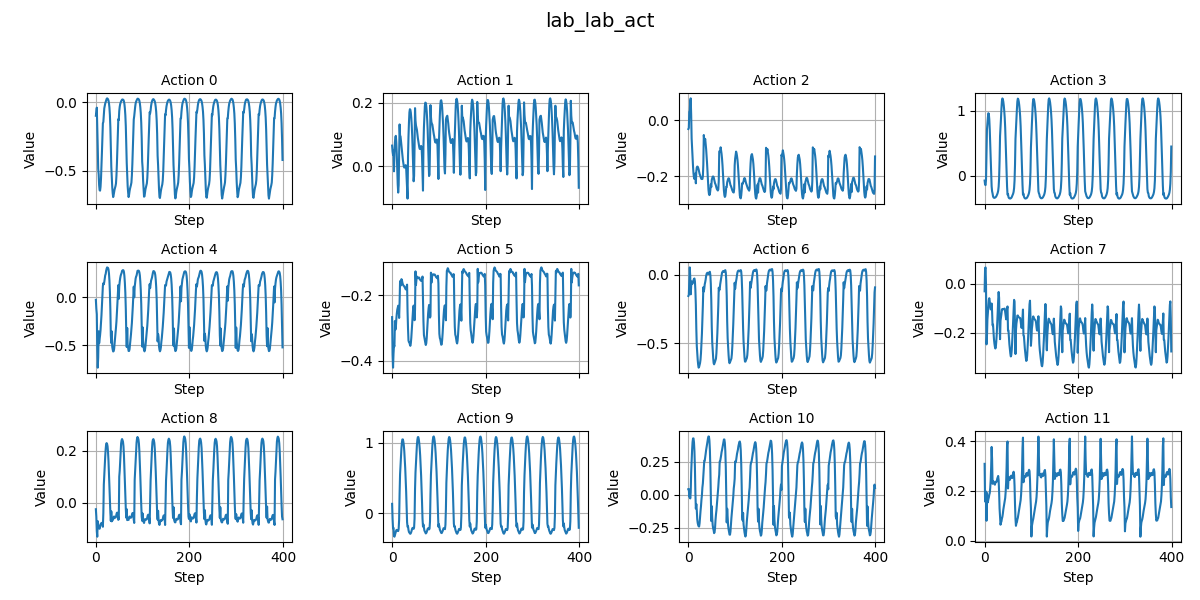 lab_lab_act
Action 0
Action 1
Action 2
Action 3
0.0
−0.5
Value
Step
0.2
0.0
Value
Step
0.0
−0.2
Value
Step
1
0
Value
Step
Action 4
Action 5
Action 6
Action 7
0.0
−0.5
Value
Step
−0.2
−0.4
Value
Step
0.0
−0.5
Value
Step
0.0
−0.2
Value
Step
Action 8
Action 9
Action 10
Action 11
0.2
0.0
Value
0 200 400
Step
1
0
Value
0 200 400
Step
0.25
0.00
−0.25
Value
0 200 400
Step
0.4
0.2
0.0
Value
0 200 400
Step